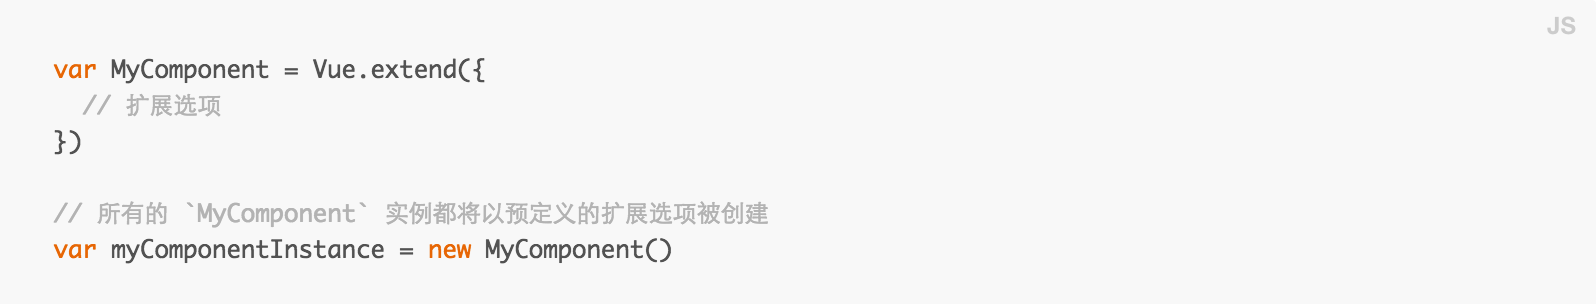 JS
var MyComponent = Vue.extend({
  // 扩展选项
})
// 所有的 `MyComponent` 实例都将以预定义的扩展选项被创建
var myComponentInstance = new MyComponent()